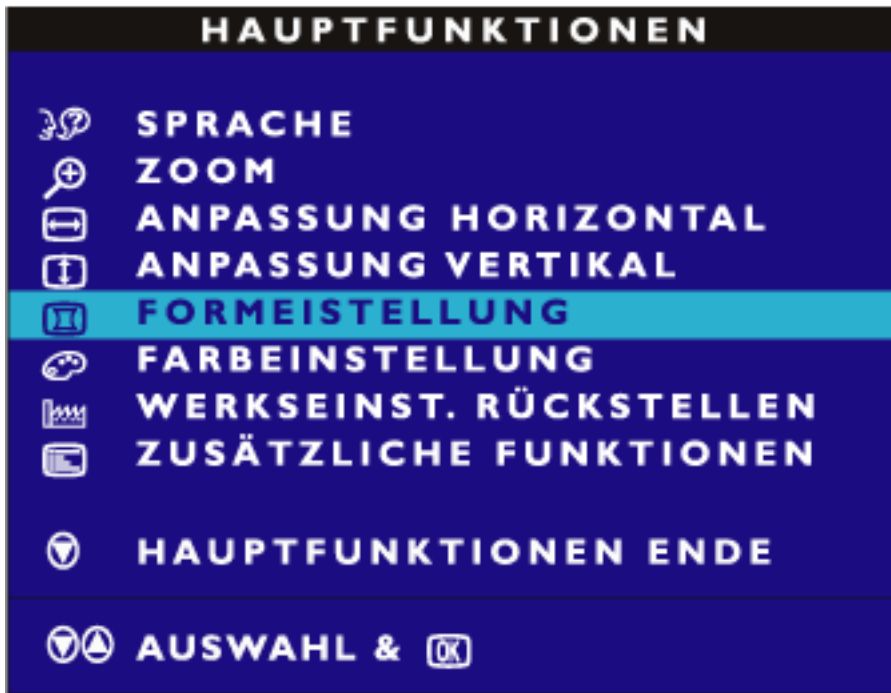 HAUPTFUNKTIONEN
SPRACHE
ZOOM
ANPASSUNG HORIZONTAL
ANPASSUNG VERTIKAL
FORMEISTELLUNG
FARBEINSTELLUNG
WERKSEINST. RÜCKSTELLEN
ZUSÄTZLICHE FUNKTIONEN
HAUPTFUNKTIONEN ENDE
AUSWAHL & OK